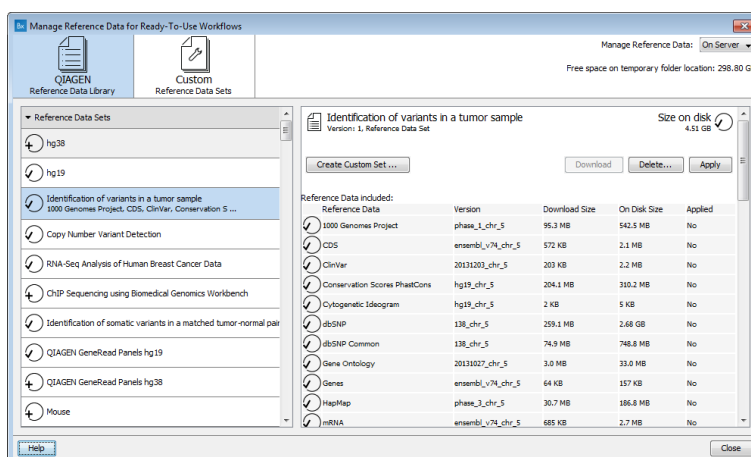 Bx Manage Reference Data for Ready-To-Use Workflows
QIAGEN
Reference Data Library
Custom
Reference Data Sets
Manage Reference Data: On Server
Free space on temporary folder location: 298.80 G
Reference Data Sets
hg38
hg19
Identification of variants in a tumor sample
1000 Genomes Project, CDS, ClinVar, Conservation S ...
Copy Number Variant Detection
RNA-Seq Analysis of Human Breast Cancer Data
ChIP Sequencing using Biomedical Genomics Workbench
Identification of somatic variants in a matched tumor-normal pair
QIAGEN GeneRead Panels hg19
QIAGEN GeneRead Panels hg38
Mouse
Identification of variants in a tumor sample
Version: 1, Reference Data Set
Size on disk
4.51 GB
Create Custom Set ... Download Delete... Apply
Reference Data included:
Reference Data Version Download Size On Disk Size Applied
1000 Genomes Project phase_1_chr_5 95.3 MB 542.5 MB No
CDS ensembl_v74_chr_5 572 KB 2.1 MB No
ClinVar 20131203_chr_5 203 KB 2.2 MB No
Conservation Scores PhastCons hg19_chr_5 204.1 MB 310.2 MB No
Cytogenetic Ideogram hg19_chr_5 2 KB 5 KB No
dbSNP 138_chr_5 259.1 MB 2.68 GB No
dbSNP Common 138_chr_5 74.9 MB 748.8 MB No
Gene Ontology 20131027_chr_5 3.0 MB 33.0 MB No
Genes ensembl_v74_chr_5 64 KB 157 KB No
HapMap phase_3_chr_5 30.7 MB 186.8 MB No
mRNA ensembl_v74_chr_5 685 KB 2.7 MB No
Help Close